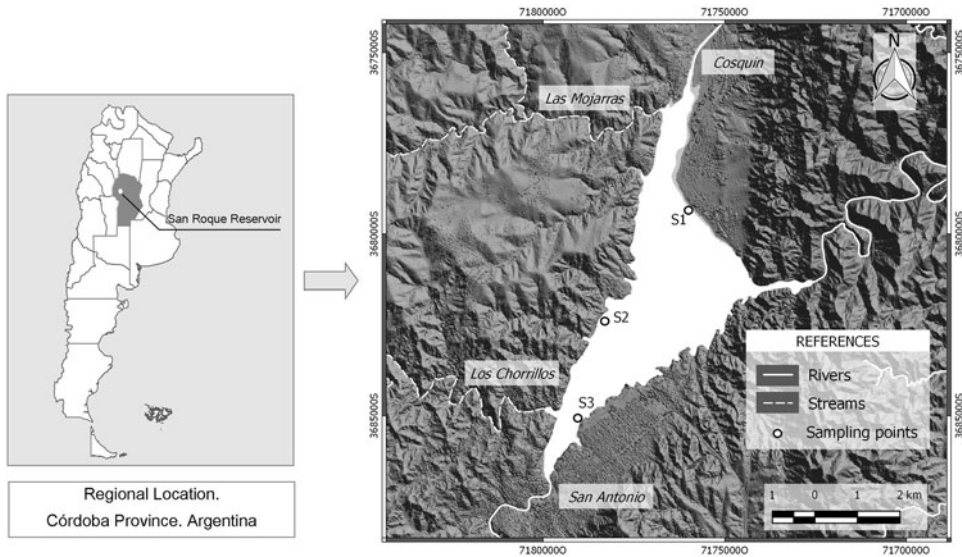 San Roque Reservoir
Regional Location.
Córdoba Province. Argentina
7180000O
7175000O
7170000O
3675000S
3680000S
3685000S
3675000S
3680000S
3685000S
N
Cosquín
Las Mojarras
S1
S2
Los Chorrillos
S3
San Antonio
REFERENCES
Rivers
Streams
Sampling points
1 0 1 2 km
7180000O
7175000O
7170000O